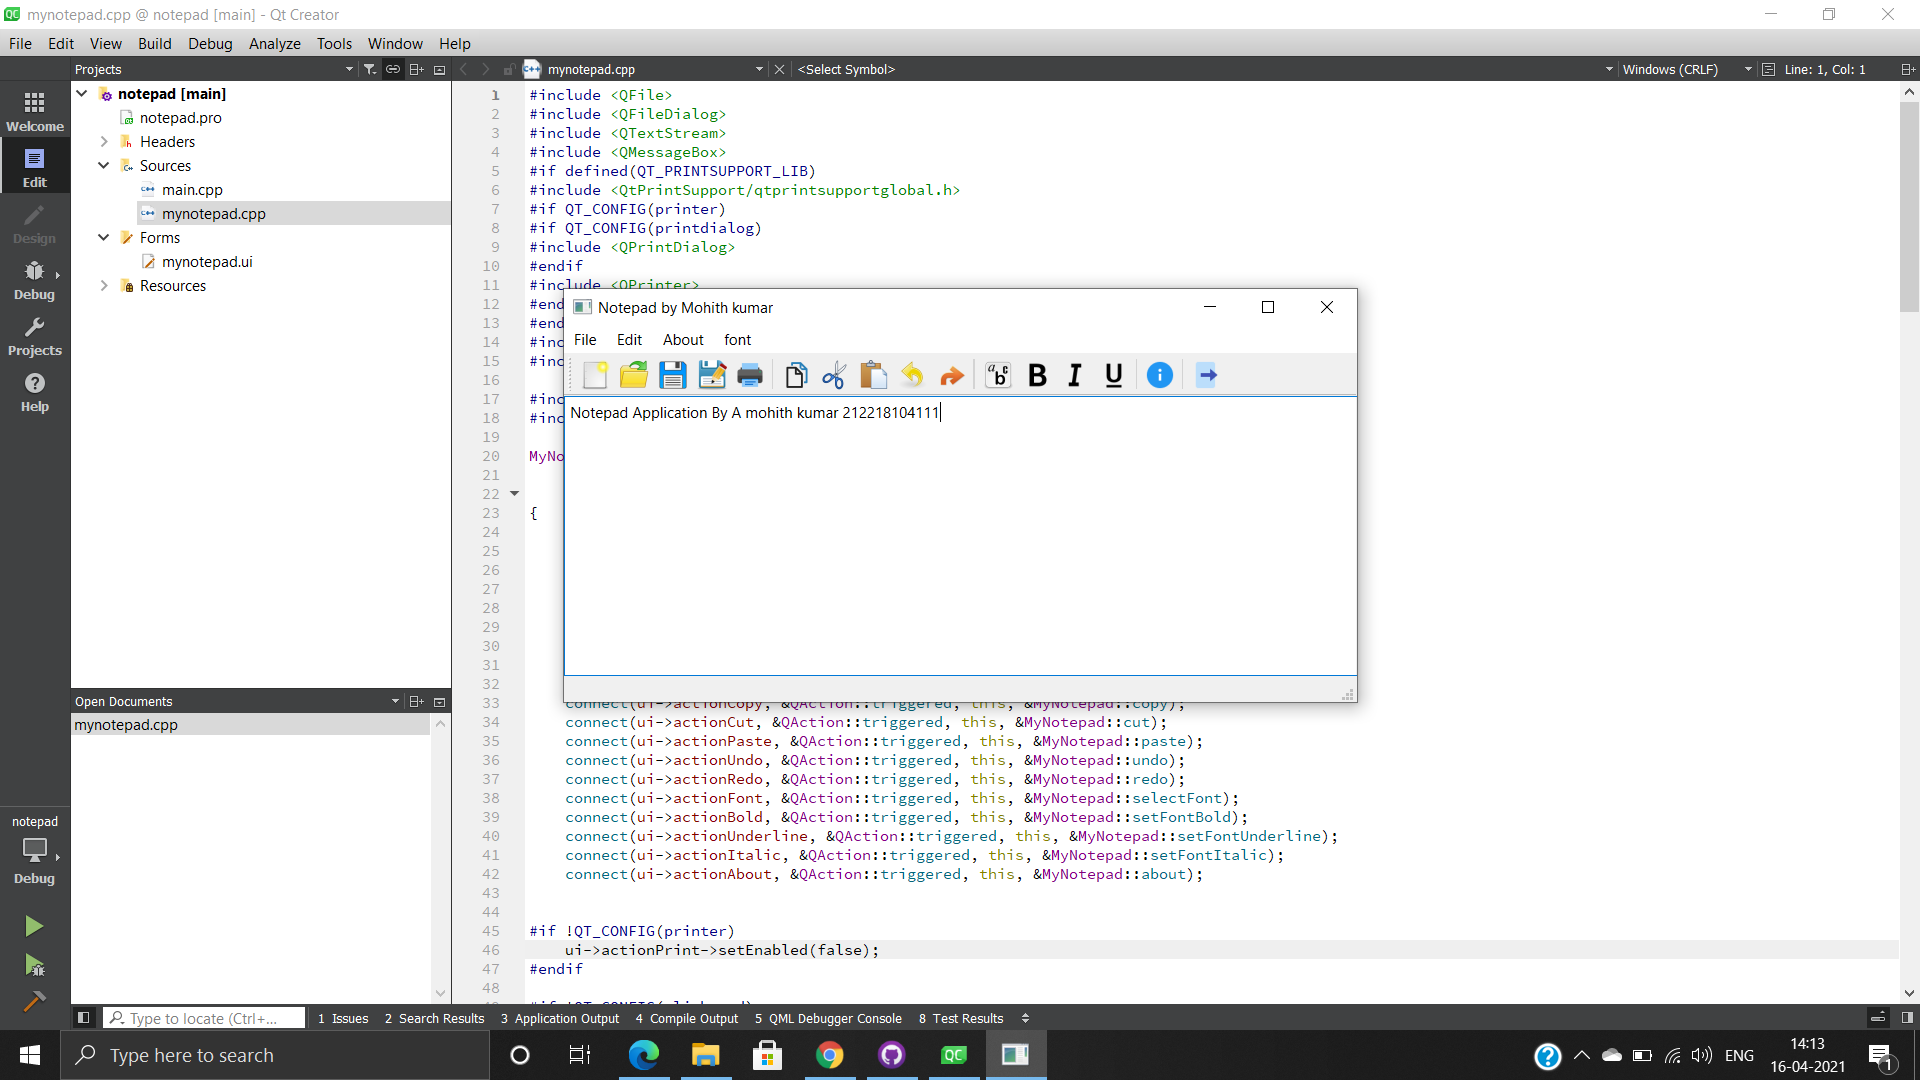 mynotepad.cpp @ notepad [main] - Qt Creator
File Edit View Build Debug Analyze Tools Window Help
Projects
mynotepad.cpp
<Select Symbol>
Windows (CRLF)
Line: 1, Col: 1
Welcome
Edit
Design
Debug
Projects
Help
notepad [main]
notepad.pro
Headers
Sources
main.cpp
mynotepad.cpp
Forms
mynotepad.ui
Resources
Open Documents
mynotepad.cpp
notepad
Debug
1 #include <QFile>
2 #include <QFileDialog>
3 #include <QTextStream>
4 #include <QMessageBox>
5 #if defined(QT_PRINTSUPPORT_LIB)
6 #include <QtPrintSupport/qtprintsupportglobal.h>
7 #if QT_CONFIG(printer)
8 #if QT_CONFIG(printdialog)
9 #include <QPrintDialog>
10 #endif
11 #include <QPrinter>
12 #end
13 #end
14 #inc
15 #inc
16
17 #inc
18 #inc
19
20 MyNo
21
22
23 {
24
25
26
27
28
29
30
31
32
33 connect(ui->actionCopy, &QAction::triggered, this, &MyNotepad::copy);
34 connect(ui->actionCut, &QAction::triggered, this, &MyNotepad::cut);
35 connect(ui->actionPaste, &QAction::triggered, this, &MyNotepad::paste);
36 connect(ui->actionUndo, &QAction::triggered, this, &MyNotepad::undo);
37 connect(ui->actionRedo, &QAction::triggered, this, &MyNotepad::redo);
38 connect(ui->actionFont, &QAction::triggered, this, &MyNotepad::selectFont);
39 connect(ui->actionBold, &QAction::triggered, this, &MyNotepad::setFontBold);
40 connect(ui->actionUnderline, &QAction::triggered, this, &MyNotepad::setFontUnderline);
41 connect(ui->actionItalic, &QAction::triggered, this, &MyNotepad::setFontItalic);
42 connect(ui->actionAbout, &QAction::triggered, this, &MyNotepad::about);
43
44
45 #if !QT_CONFIG(printer)
46 ui->actionPrint->setEnabled(false);
47 #endif
48
Notepad by Mohith kumar
File Edit About font
abc B I U i
Notepad Application By A mohith kumar 212218104111
Type to locate (Ctrl+...
1 Issues 2 Search Results 3 Application Output 4 Compile Output 5 QML Debugger Console 8 Test Results
Type here to search
QC
ENG
14:13
16-04-2021
1